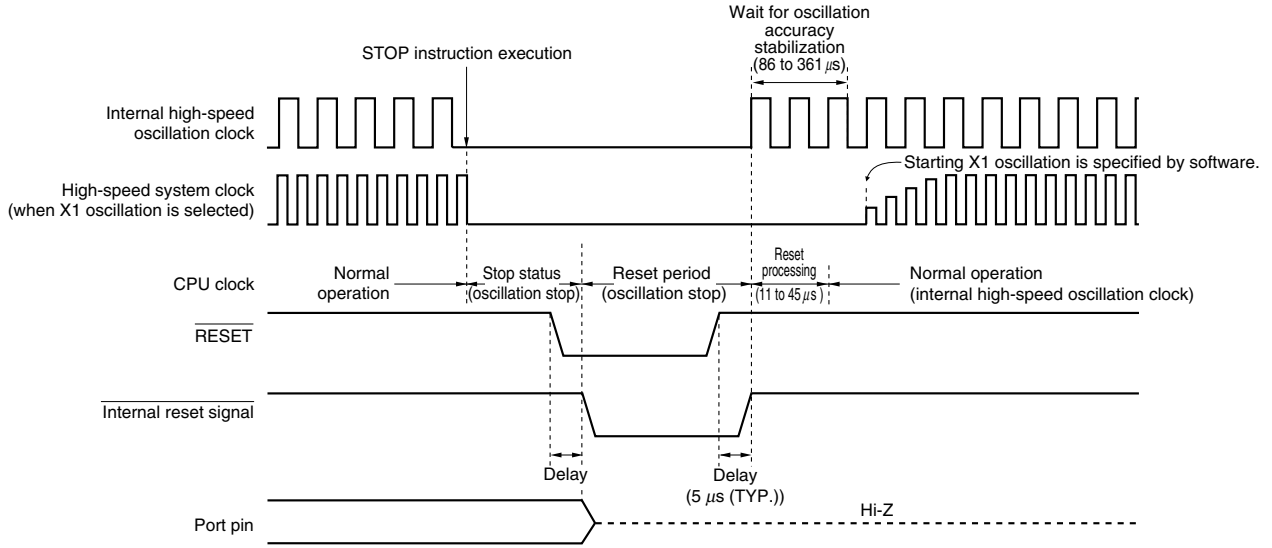 Wait for oscillation
accuracy
stabilization
(86 to 361 μs)
STOP instruction execution
Internal high-speed
oscillation clock
Starting X1 oscillation is specified by software.
High-speed system clock
(when X1 oscillation is selected)
CPU clock
Normal
operation
Stop status
(oscillation stop)
Reset period
(oscillation stop)
Reset
processing
(11 to 45 μs )
Normal operation
(internal high-speed oscillation clock)
RESET
Internal reset signal
Delay
Delay
(5 μs (TYP.))
Port pin
Hi-Z